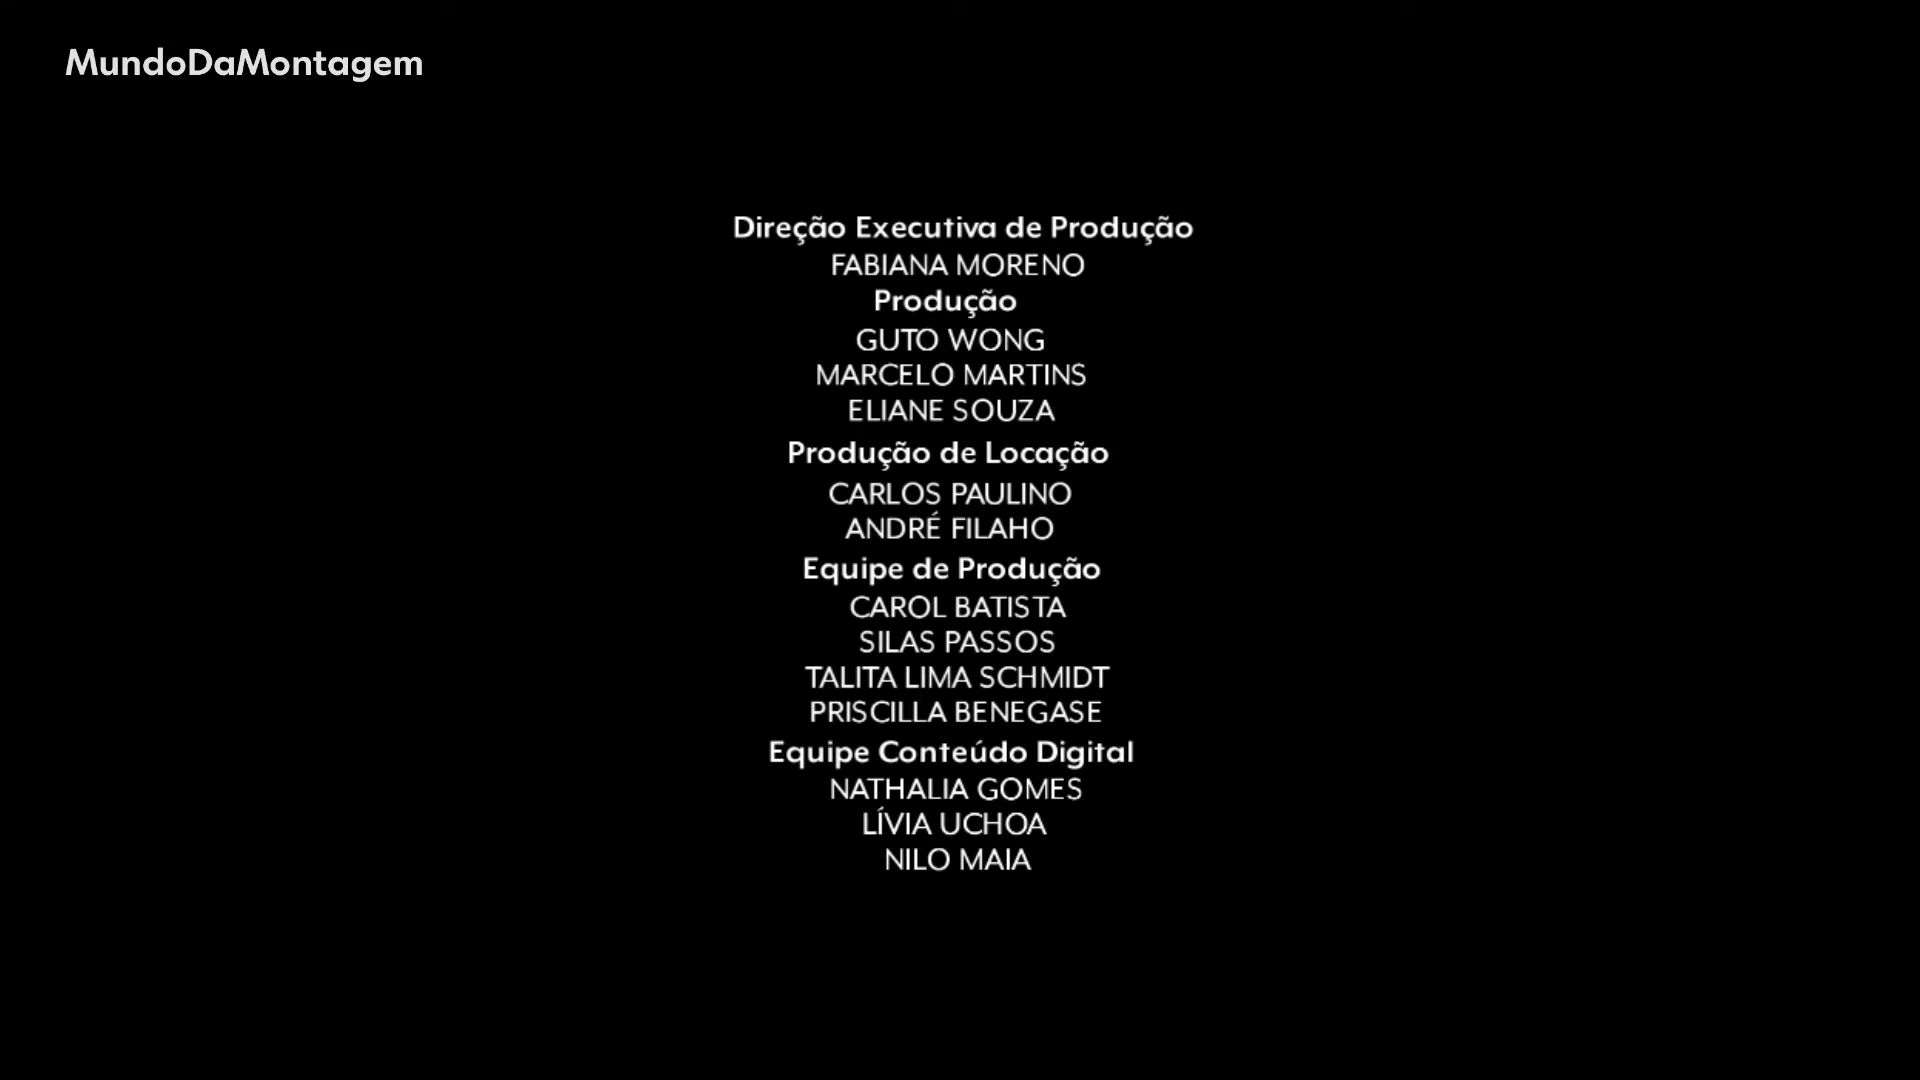 MundoDaMontagem
Direção Executiva de Produção
FABIANA MORENO
Produção
GUTO WONG
MARCELO MARTINS
ELIANE SOUZA
Produção de Locação
CARLOS PAULINO
ANDRÉ FILAHO
Equipe de Produção
CAROL BATISTA
SILAS PASSOS
TALITA LIMA SCHMIDT
PRISCILLA BENEGASE
Equipe Conteúdo Digital
NATHALIA GOMES
LÍVIA UCHOA
NILO MAIA